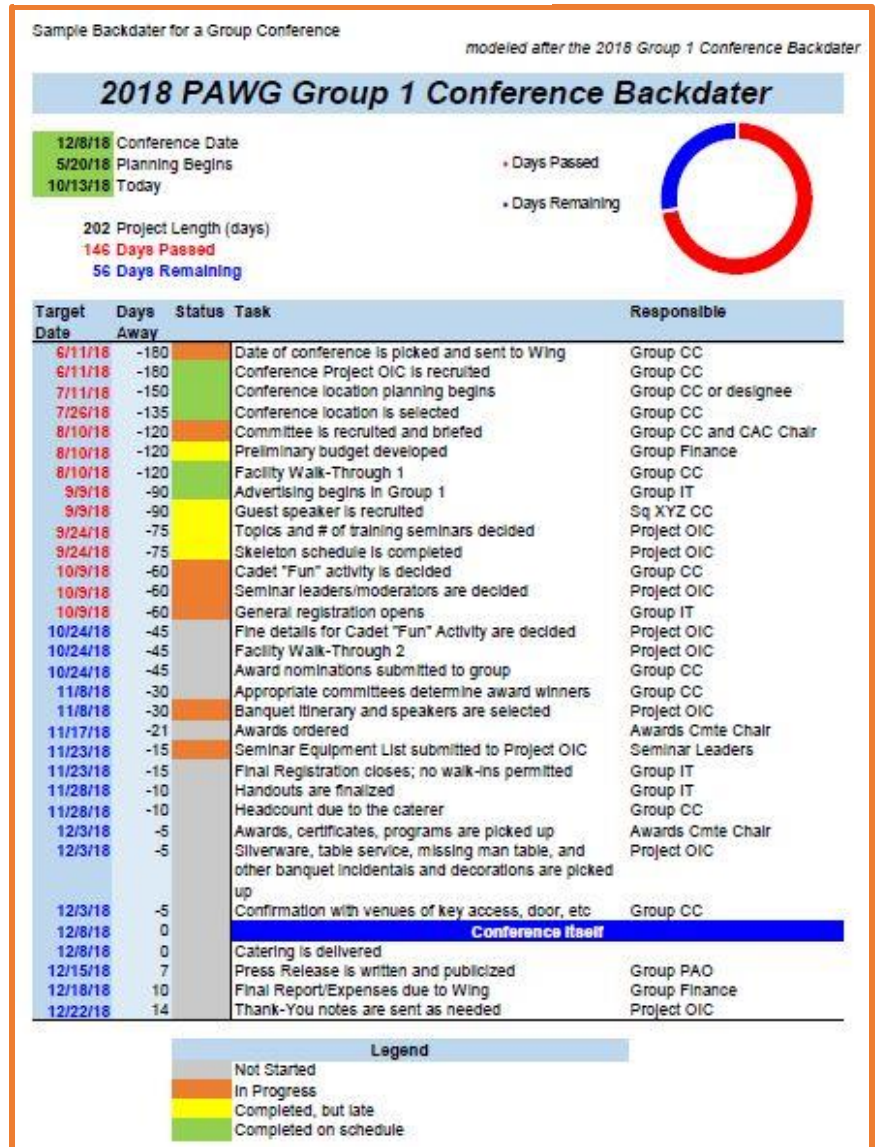 Sample Backdater for a Group Conference
modeled after the 2018 Group 1 Conference Backdater
2018 PAWG Group 1 Conference Backdater
12/8/18 Conference Date
5/20/18 Planning Begins
10/13/18 Today
• Days Passed
• Days Remaining
202 Project Length (days)
146 Days Passed
56 Days Remaining
Target Days Status Task Responsible
Date Away
6/11/18 -180 Date of conference is picked and sent to Wing Group CC
6/11/18 -180 Conference Project OIC is recruited Group CC
7/11/18 -150 Conference location planning begins Group CC or designee
7/26/18 -135 Conference location is selected Group CC
8/10/18 -120 Committee is recruited and briefed Group CC and CAC Chair
8/10/18 -120 Preliminary budget developed Group Finance
8/10/18 -120 Facility Walk-Through 1 Group CC
9/9/18 -90 Advertising begins in Group 1 Group IT
9/9/18 -90 Guest speaker is recruited Sq XYZ CC
9/24/18 -75 Topics and # of training seminars decided Project OIC
9/24/18 -75 Skeleton schedule is completed Project OIC
10/9/18 -60 Cadet "Fun" activity is decided Group CC
10/9/18 -60 Seminar leaders/moderators are decided Project OIC
10/9/18 -60 General registration opens Group IT
10/24/18 -45 Fine details for Cadet "Fun" Activity are decided Project OIC
10/24/18 -45 Facility Walk-Through 2 Project OIC
10/24/18 -45 Award nominations submitted to group Group CC
11/8/18 -30 Appropriate committees determine award winners Group CC
11/8/18 -30 Banquet itinerary and speakers are selected Project OIC
11/17/18 -21 Awards ordered Awards Cmte Chair
11/23/18 -15 Seminar Equipment List submitted to Project OIC Seminar Leaders
11/23/18 -15 Final Registration closes; no walk-ins permitted Group IT
11/28/18 -10 Handouts are finalized Group IT
11/28/18 -10 Headcount due to the caterer Group CC
12/3/18 -5 Awards, certificates, programs are picked up Awards Cmte Chair
12/3/18 -5 Silverware, table service, missing man table, and Project OIC
other banquet incidentals and decorations are picked
up
12/3/18 -5 Confirmation with venues of key access, door, etc Group CC
12/8/18 0 Conference Itself
12/8/18 0 Catering is delivered
12/15/18 7 Press Release is written and publicized Group PAO
12/18/18 10 Final Report/Expenses due to Wing Group Finance
12/22/18 14 Thank-You notes are sent as needed Project OIC
Legend
Not Started
In Progress
Completed, but late
Completed on schedule